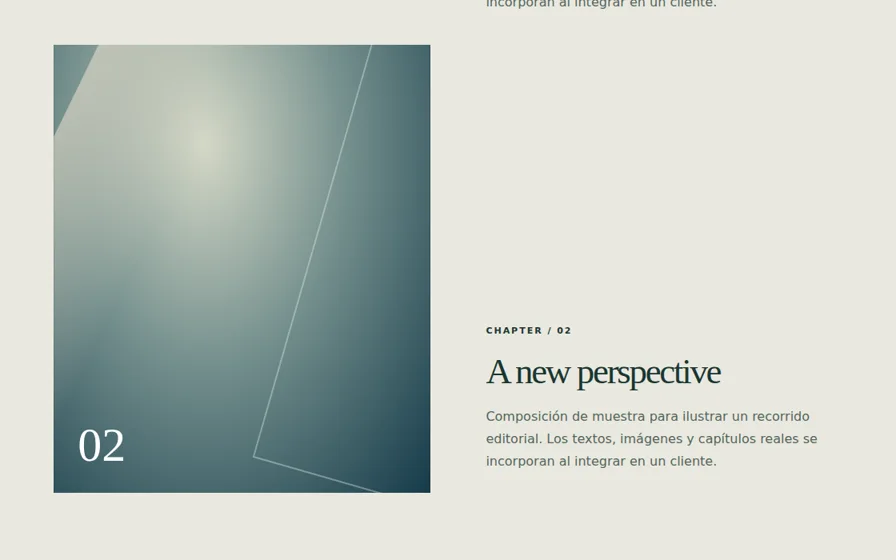 incorporan al integrar en un cliente.
02
CHAPTER / 02
A new perspective
Composición de muestra para ilustrar un recorrido
editorial. Los textos, imágenes y capítulos reales se
incorporan al integrar en un cliente.